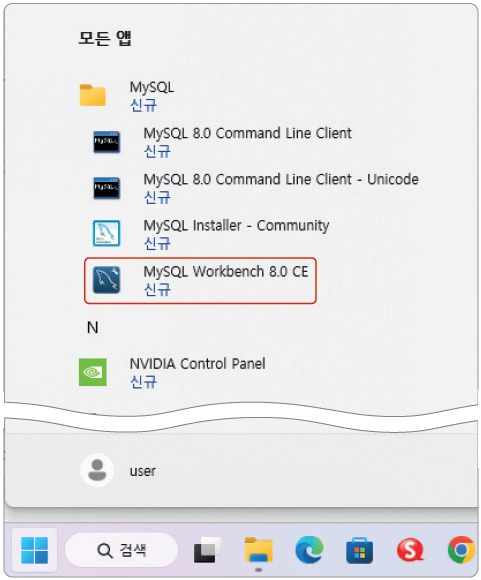 모든 앱
MySQL
신규
MySQL 8.0 Command Line Client
신규
MySQL 8.0 Command Line Client - Unicode
신규
MySQL Installer - Community
신규
MySQL Workbench 8.0 CE
신규
N
NVIDIA Control Panel
신규
user
검색